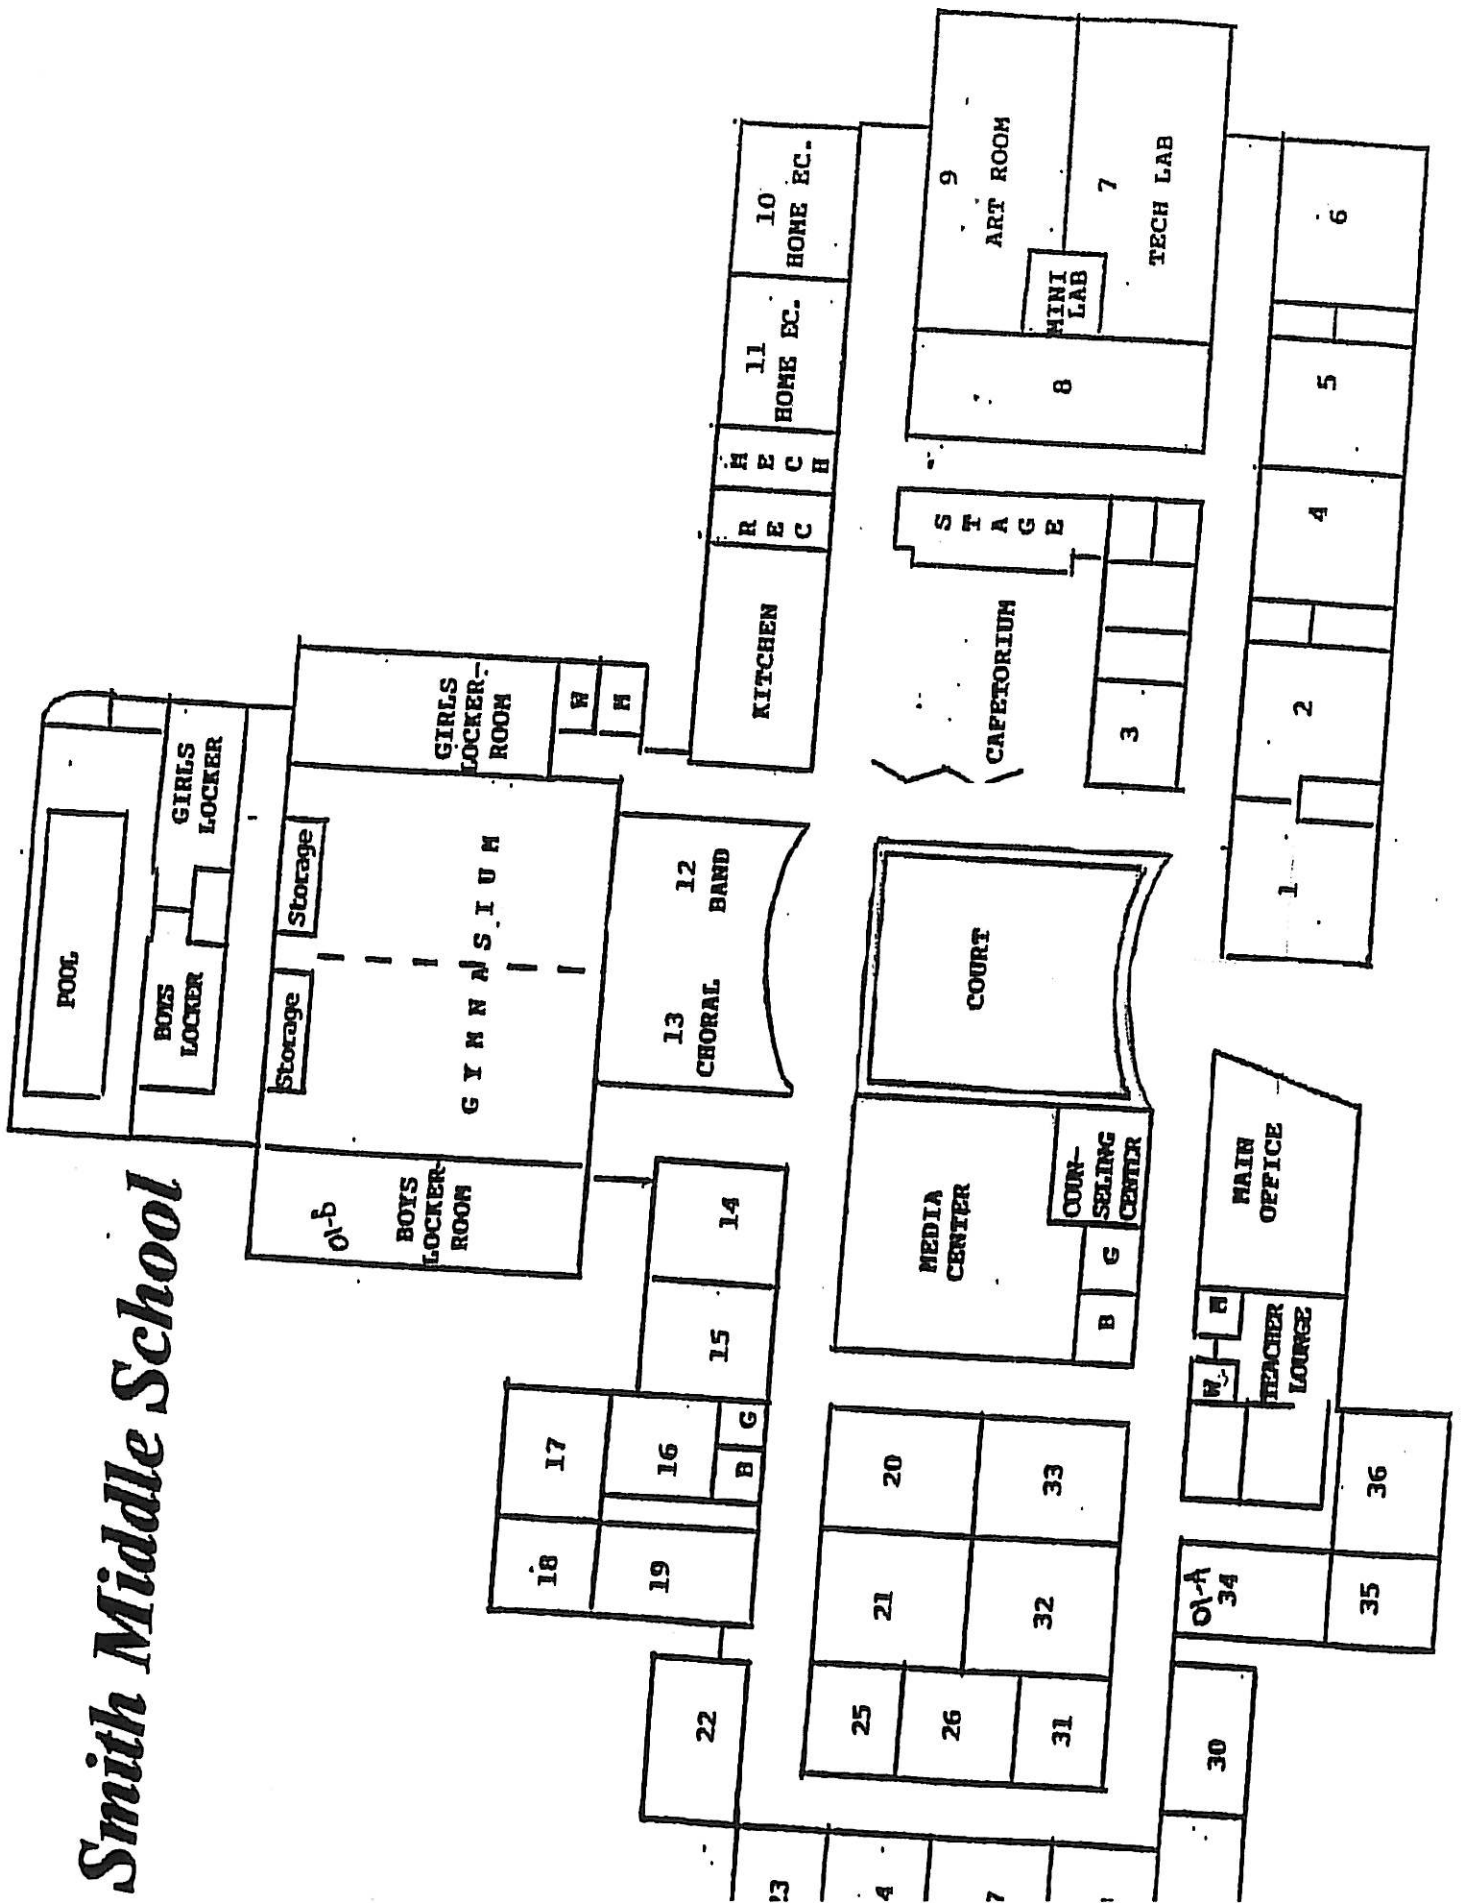 Smith Middle School
POOL
BOYS
LOCKER
GIRLS
LOCKER
Storage
Storage
GYMNASIUM
01-B
BOYS
LOCKER-
ROOM
GIRLS
LOCKER-
ROOM
W
M
13
CHORAL
12
BAND
KITCHEN
REC
MECH
11
HOME EC.
10
HOME EC.
18
17
19
16
B
G
15
14
22
25
26
31
21
32
20
33
MEDIA
CENTER
B
G
COUN-
SELING
CENTER
COURT
CAFETORIUM
STAGE
3
8
9
ART ROOM
MINI
LAB
7
TECH LAB
30
01-A
34
35
36
W
M
TEACHER
LOUNGE
MAIN
OFFICE
1
2
4
5
6